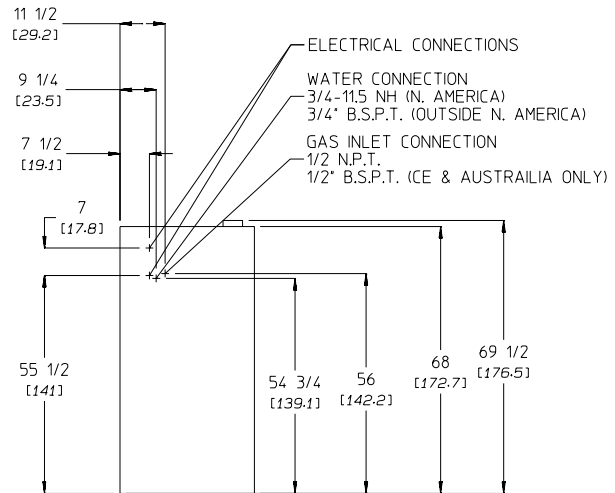 11 1/2
[29.2]
9 1/4
[23.5]
7 1/2
[19.1]
7
[17.8]
55 1/2
[141]
ELECTRICAL CONNECTIONS
WATER CONNECTION
3/4-11.5 NH (N. AMERICA)
3/4" B.S.P.T. (OUTSIDE N. AMERICA)
GAS INLET CONNECTION
1/2 N.P.T.
1/2" B.S.P.T. (CE & AUSTRAILIA ONLY)
54 3/4
[139.1]
56
[142.2]
68
[172.7]
69 1/2
[176.5]